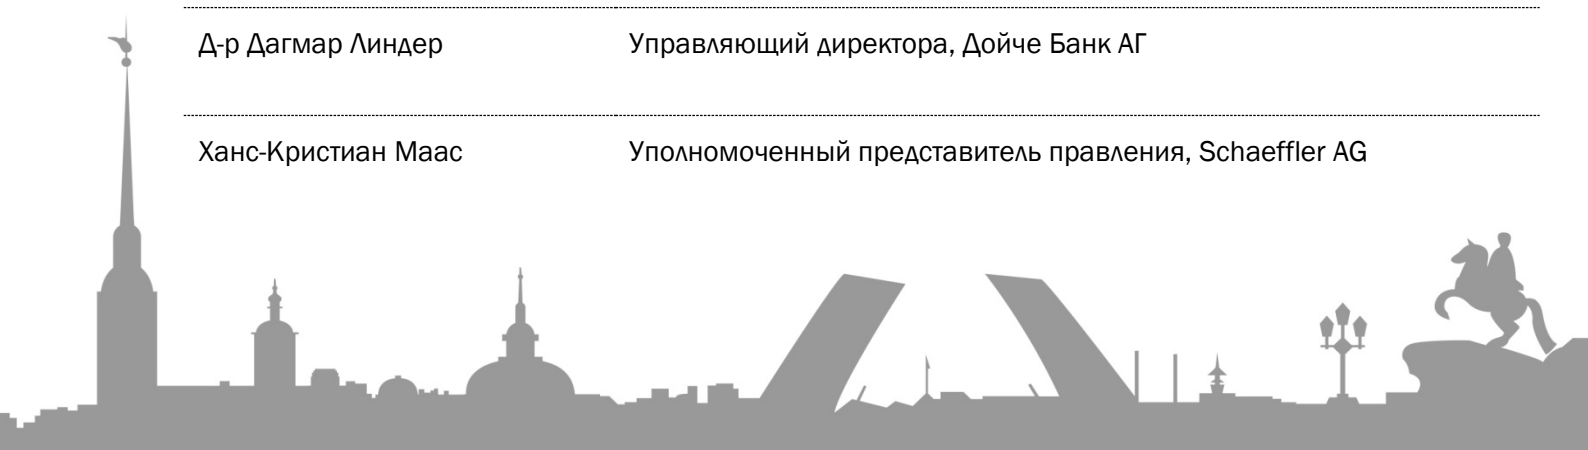 Д-р Дагмар Линдер Управляющий директора, Дойче Банк АГ
Ханс-Кристиан Маас Уполномоченный представитель правления, Schaeffler AG